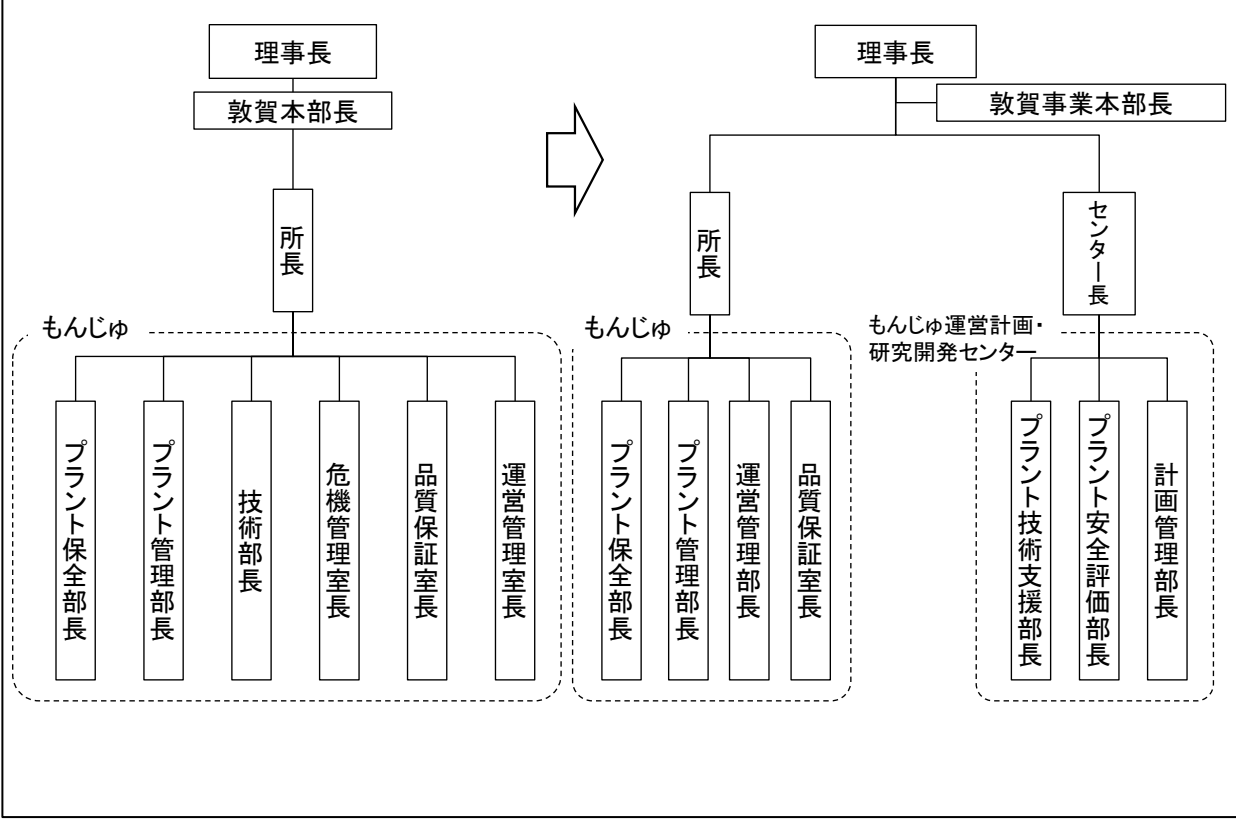 理事長
敦賀本部長
所長
もんじゅ
プラント保全部長
プラント管理部長
技術部長
危機管理室長
品質保証室長
運営管理室長
理事長
敦賀事業本部長
所長
もんじゅ
プラント保全部長
プラント管理部長
運営管理部長
品質保証室長
センター長
もんじゅ運営計画・
研究開発センター
プラント技術支援部長
プラント安全評価部長
計画管理部長